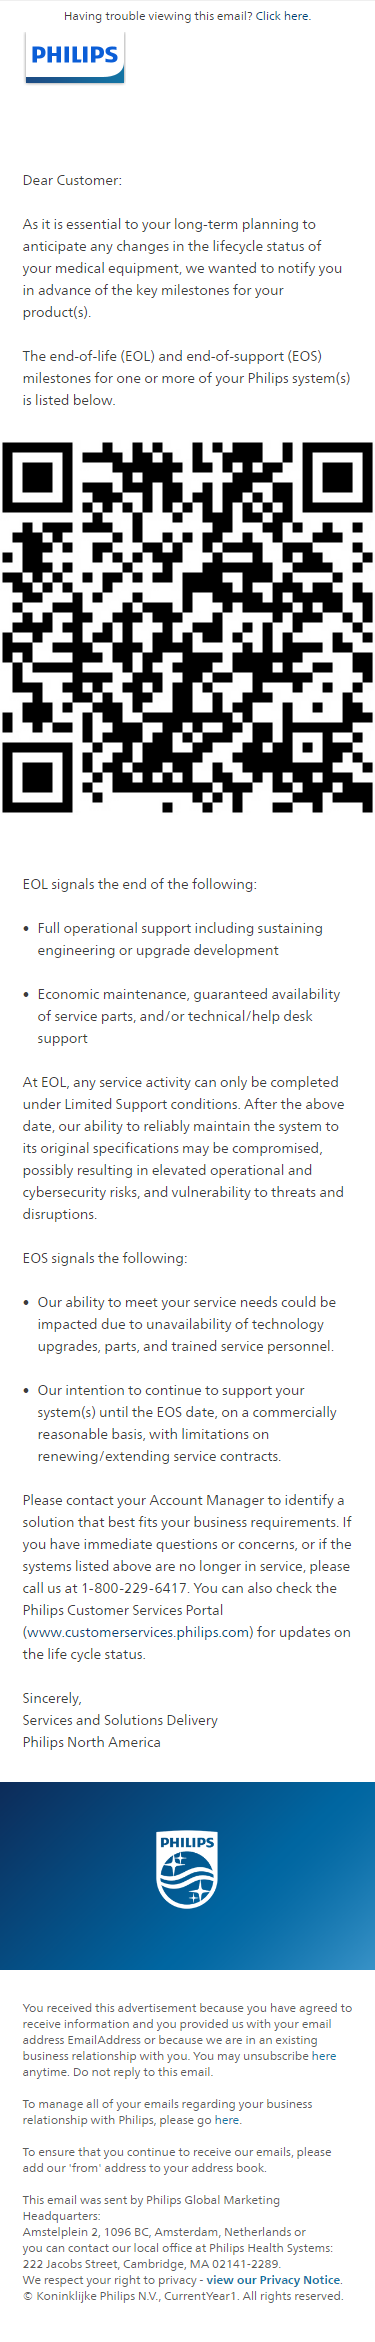 Having trouble viewing this email? Click here.
PHILIPS
Dear Customer:
As it is essential to your long-term planning to
anticipate any changes in the lifecycle status of
your medical equipment, we wanted to notify you
in advance of the key milestones for your
product(s).
The end-of-life (EOL) and end-of-support (EOS)
milestones for one or more of your Philips system(s)
is listed below.
EOL signals the end of the following:
• Full operational support including sustaining
engineering or upgrade development
• Economic maintenance, guaranteed availability
of service parts, and/or technical/help desk
support
At EOL, any service activity can only be completed
under Limited Support conditions. After the above
date, our ability to reliably maintain the system to
its original specifications may be compromised,
possibly resulting in elevated operational and
cybersecurity risks, and vulnerability to threats and
disruptions.
EOS signals the following:
• Our ability to meet your service needs could be
impacted due to unavailability of technology
upgrades, parts, and trained service personnel.
• Our intention to continue to support your
system(s) until the EOS date, on a commercially
reasonable basis, with limitations on
renewing/extending service contracts.
Please contact your Account Manager to identify a
solution that best fits your business requirements. If
you have immediate questions or concerns, or if the
systems listed above are no longer in service, please
call us at 1-800-229-6417. You can also check the
Philips Customer Services Portal
(www.customerservices.philips.com) for updates on
the life cycle status.
Sincerely,
Services and Solutions Delivery
Philips North America
PHILIPS
You received this advertisement because you have agreed to
receive information and you provided us with your email
address EmailAddress or because we are in an existing
business relationship with you. You may unsubscribe here
anytime. Do not reply to this email.
To manage all of your emails regarding your business
relationship with Philips, please go here.
To ensure that you continue to receive our emails, please
add our 'from' address to your address book.
This email was sent by Philips Global Marketing
Headquarters:
Amstelplein 2, 1096 BC, Amsterdam, Netherlands or
you can contact our local office at Philips Health Systems:
222 Jacobs Street, Cambridge, MA 02141-2289.
We respect your right to privacy - view our Privacy Notice.
© Koninklijke Philips N.V., CurrentYear1. All rights reserved.